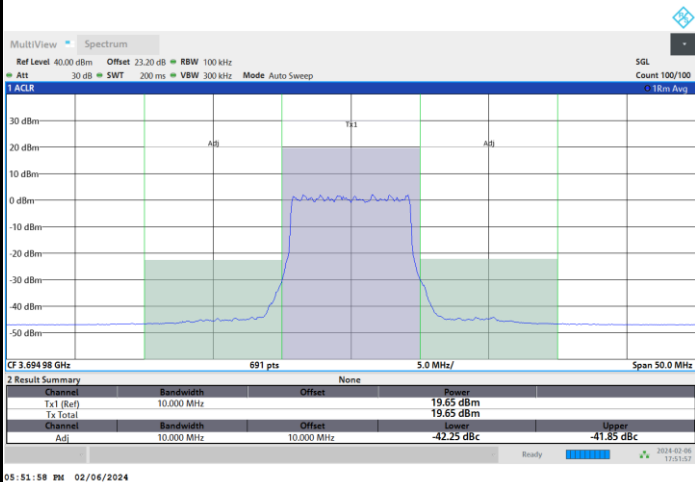 MultiView Spectrum
Ref Level 40.00 dBm Offset 23.20 dB RBW 100 kHz SGL
Att 30 dB SWT 200 ms VBW 300 kHz Mode Auto Sweep Count 100/100
1 ACLR 1Rm Avg
30 dBm
Tx1
20 dBm Adj Adj
10 dBm
0 dBm
-10 dBm
-20 dBm
-30 dBm
-40 dBm
-50 dBm
CF 3.694 98 GHz 691 pts 5.0 MHz/ Span 50.0 MHz
2 Result Summary None
Channel Bandwidth Offset Power
Tx1 (Ref) 10.000 MHz 19.65 dBm
Tx Total 19.65 dBm
Channel Bandwidth Offset Lower Upper
Adj 10.000 MHz 10.000 MHz -42.25 dBc -41.85 dBc
Ready 2024-02-06
17:51:57
05:51:58 PM 02/06/2024